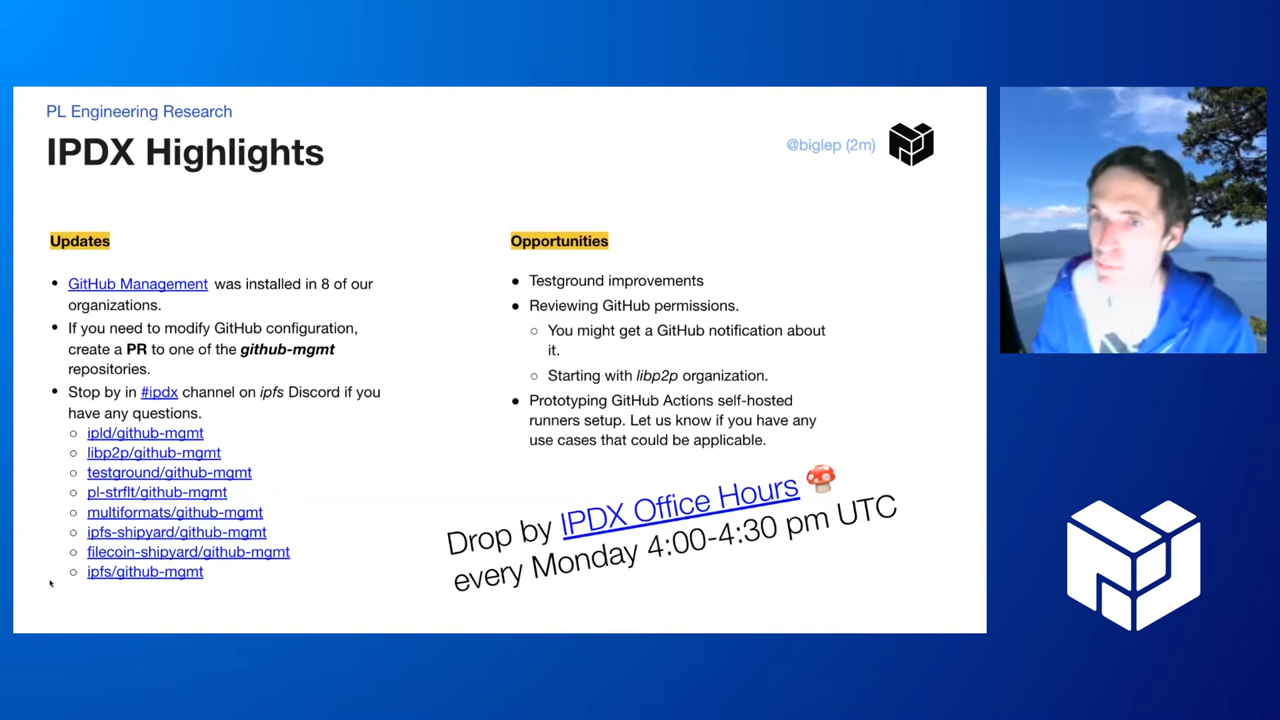 PL Engineering Research
IPDX Highlights
@biglep (2m)
Updates
GitHub Management was installed in 8 of our
organizations.
If you need to modify GitHub configuration,
create a PR to one of the github-mgmt
repositories.
Stop by in #ipdx channel on ipfs Discord if you
have any questions.
ipld/github-mgmt
libp2p/github-mgmt
testground/github-mgmt
pl-strflt/github-mgmt
multiformats/github-mgmt
ipfs-shipyard/github-mgmt
filecoin-shipyard/github-mgmt
ipfs/github-mgmt
Opportunities
Testground improvements
Reviewing GitHub permissions.
You might get a GitHub notification about
it.
Starting with libp2p organization.
Prototyping GitHub Actions self-hosted
runners setup. Let us know if you have any
use cases that could be applicable.
Drop by IPDX Office Hours 🍄
every Monday 4:00-4:30 pm UTC